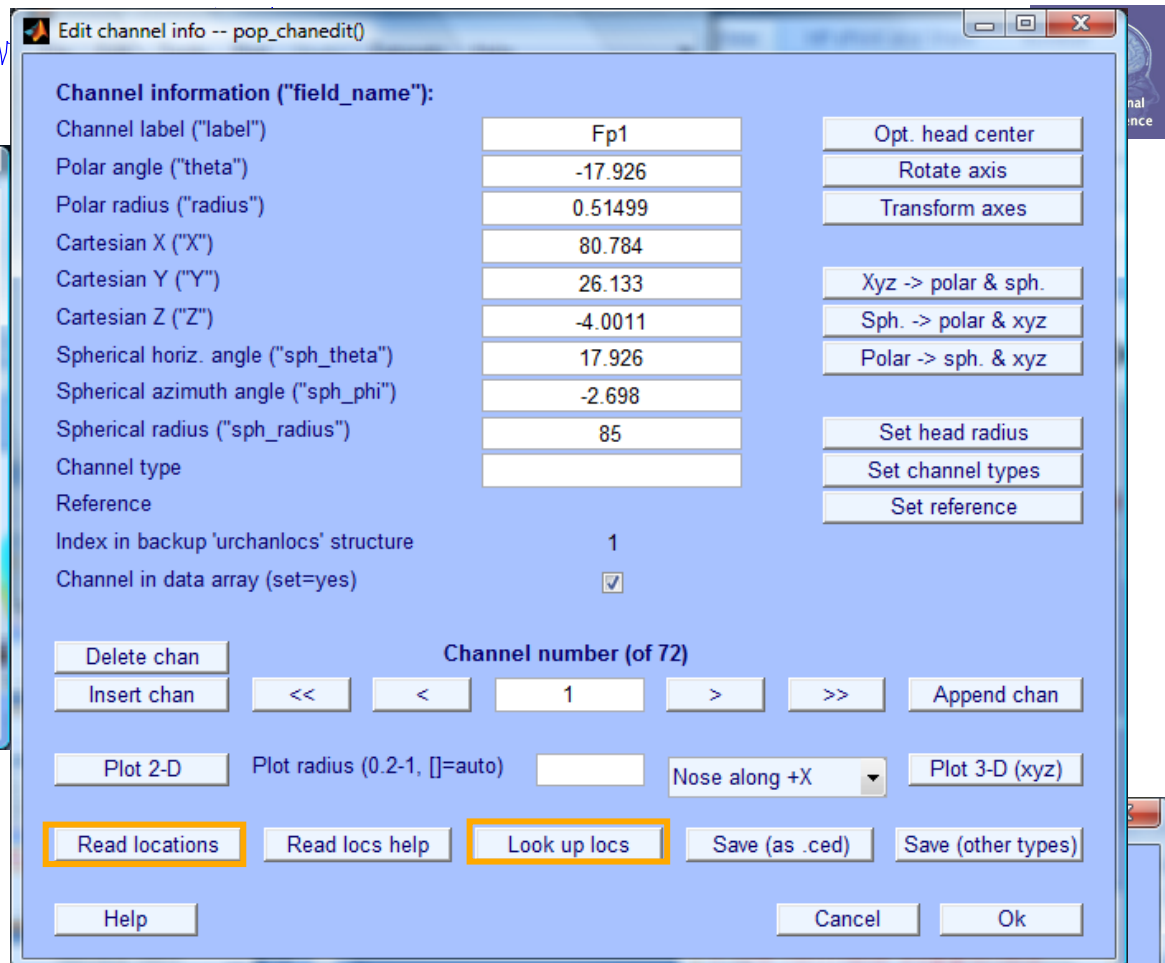 Edit channel info -- pop_chanedit()
nal
nce
Channel information ("field_name"):
Channel label ("label") Fp1 Opt. head center
Polar angle ("theta") -17.926 Rotate axis
Polar radius ("radius") 0.51499 Transform axes
Cartesian X ("X") 80.784
Cartesian Y ("Y") 26.133 Xyz -> polar & sph.
Cartesian Z ("Z") -4.0011 Sph. -> polar & xyz
Spherical horiz. angle ("sph_theta") 17.926 Polar -> sph. & xyz
Spherical azimuth angle ("sph_phi") -2.698
Spherical radius ("sph_radius") 85 Set head radius
Channel type Set channel types
Reference Set reference
Index in backup 'urchanlocs' structure 1
Channel in data array (set=yes)
Delete chan Channel number (of 72)
Insert chan << < 1 > >> Append chan
Plot 2-D Plot radius (0.2-1, []=auto) Nose along +X Plot 3-D (xyz)
Read locations Read locs help Look up locs Save (as .ced) Save (other types)
Help Cancel Ok